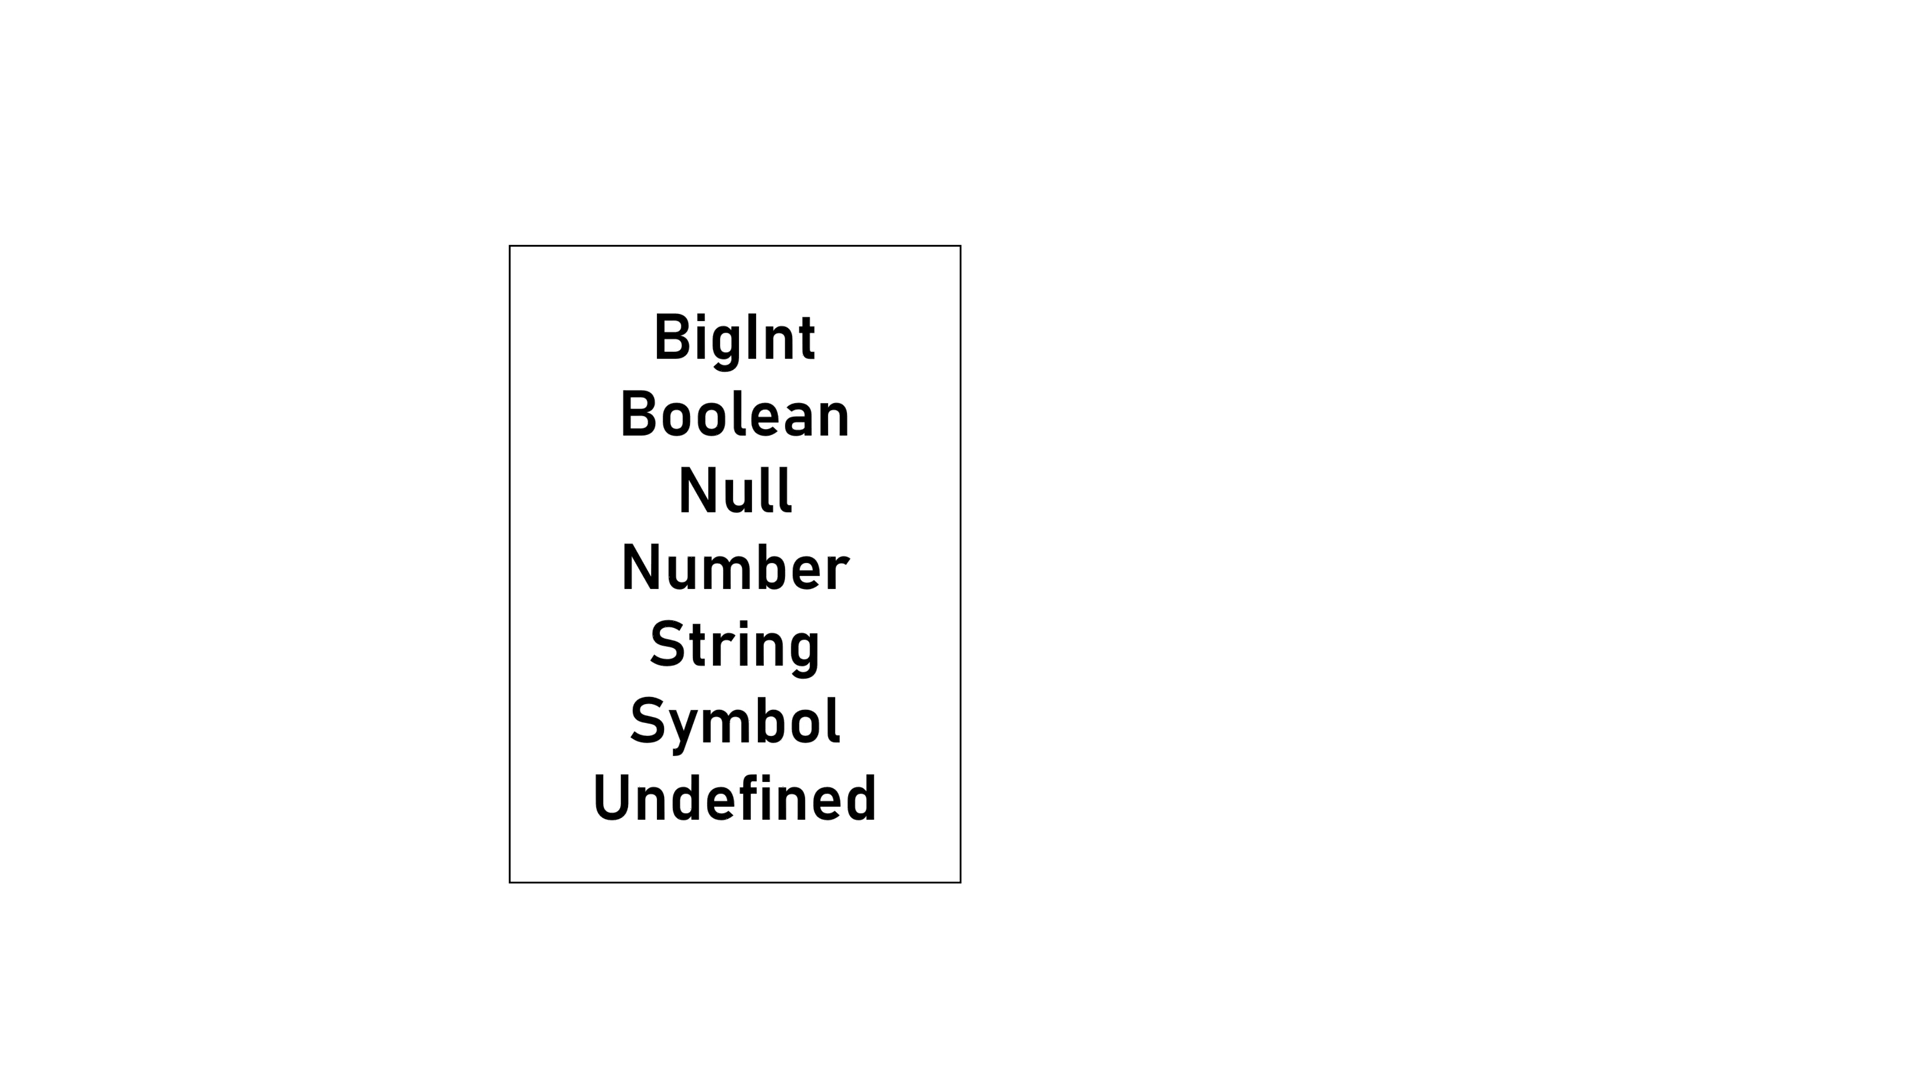 BigInt
Boolean
Null
Number
String
Symbol
Undefined